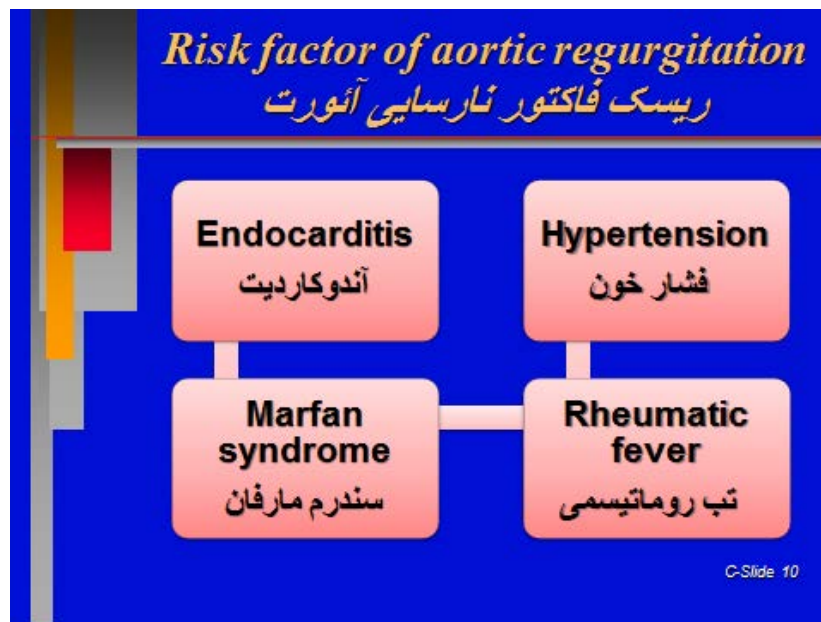 Risk factor of aortic regurgitation
ریسک فاکتور نارسایی آئورت
Endocarditis
آندوکاردیت
Hypertension
فشار خون
Marfan
syndrome
سندرم مارفان
Rheumatic
fever
تب روماتیسمی
C-Slide 10